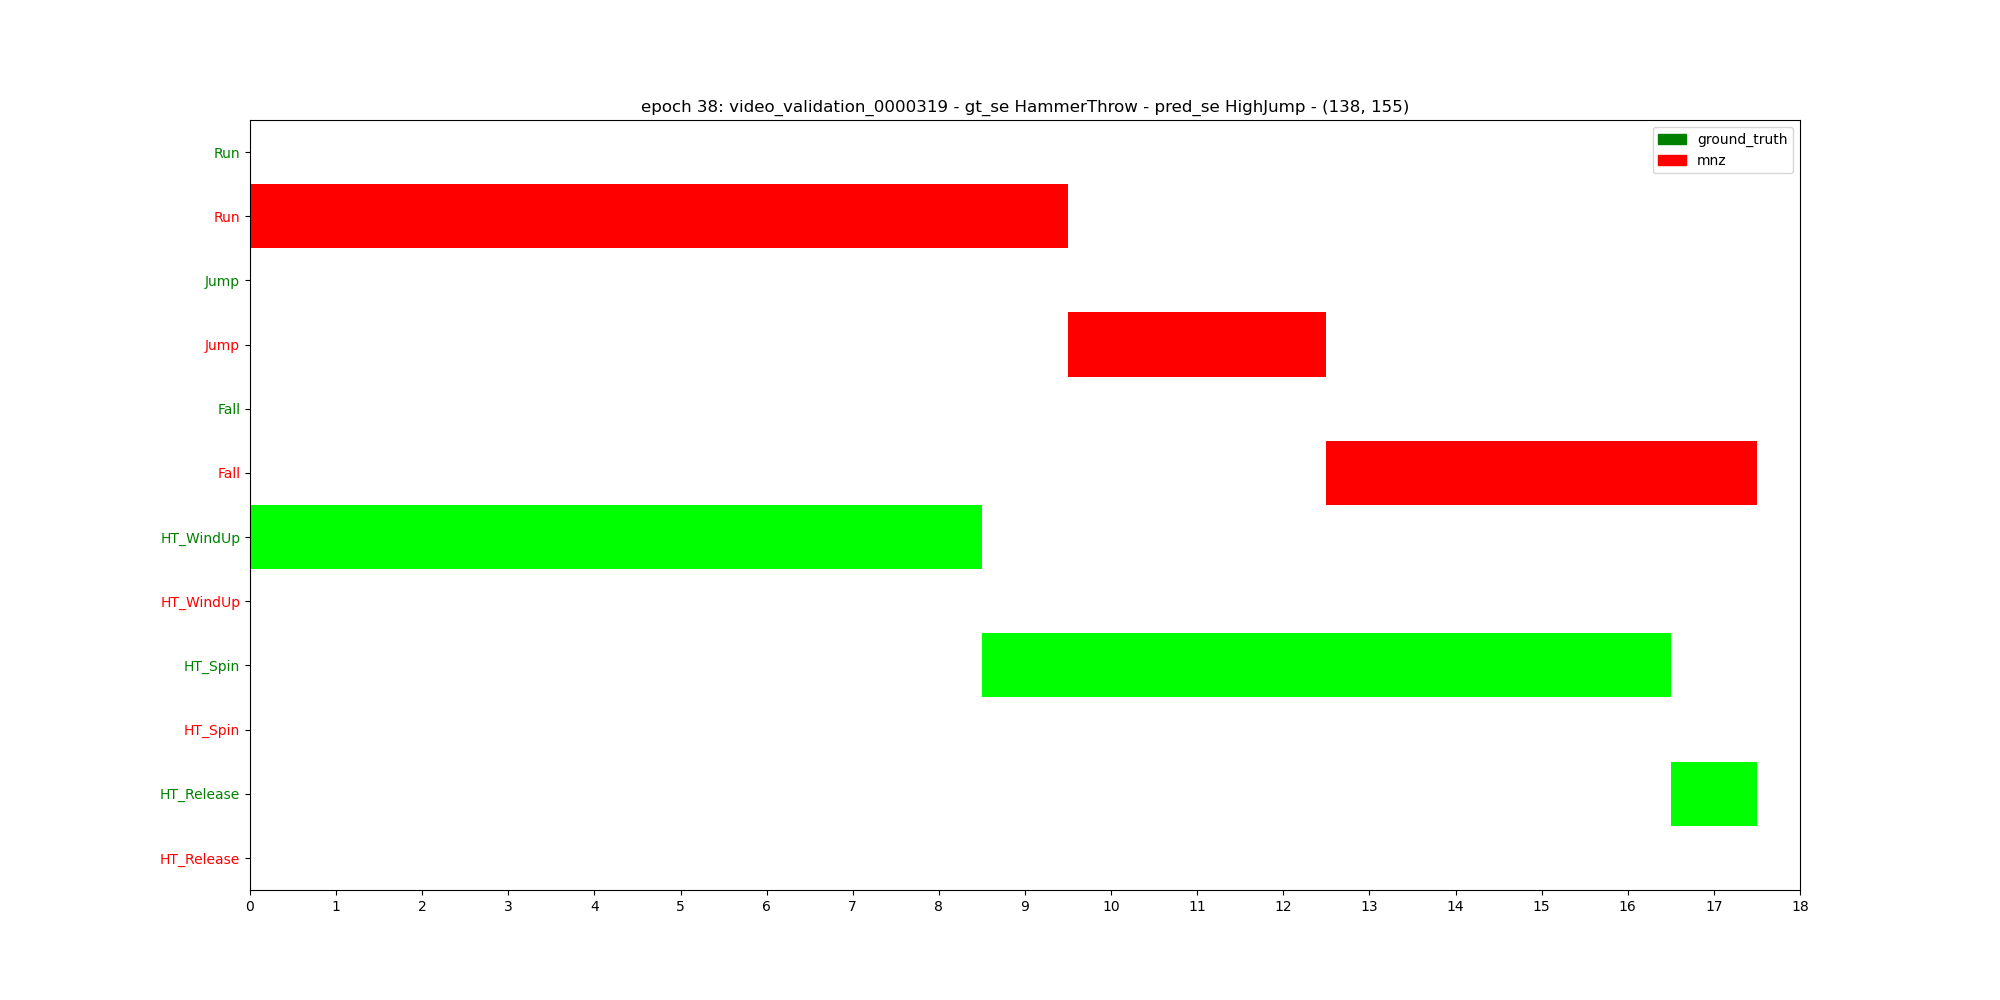 epoch 38: video_validation_0000319 - gt_se HammerThrow - pred_se HighJump - (138, 155)
ground_truth
mnz
Run
Run
Jump
Jump
Fall
Fall
HT_WindUp
HT_WindUp
HT_Spin
HT_Spin
HT_Release
HT_Release
0 1 2 3 4 5 6 7 8 9 10 11 12 13 14 15 16 17 18